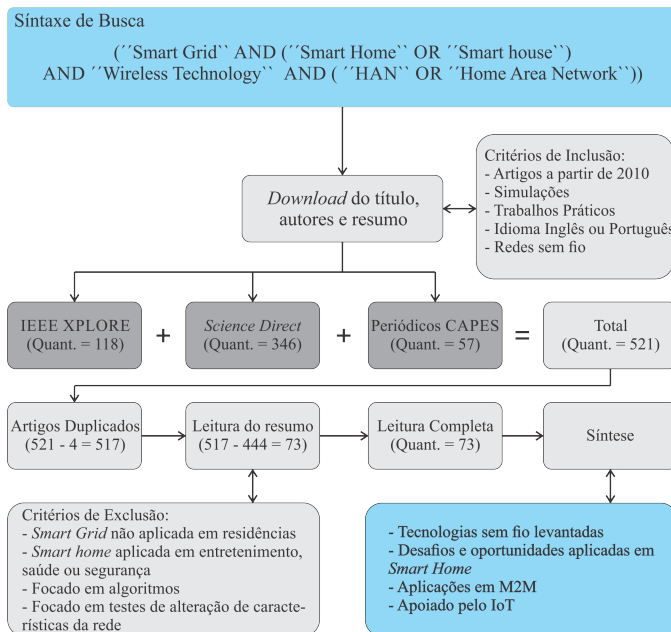 Síntaxe de Busca
(´´Smart Grid`` AND (´´Smart Home`` OR ´´Smart house``)
AND ´´Wireless Technology`` AND ( ´´HAN`` OR ´´Home Area Network``))
Critérios de Inclusão:
- Artigos a partir de 2010
- Simulações
- Trabalhos Práticos
- Idioma Inglês ou Português
- Redes sem fio
Download do título,
autores e resumo
IEEE XPLORE
(Quant. = 118)
+
Science Direct
(Quant. = 346)
+
Periódicos CAPES
(Quant. = 57)
=
Total
(Quant. = 521)
Artigos Duplicados
(521 - 4 = 517)
Leitura do resumo
(517 - 444 = 73)
Leitura Completa
(Quant. = 73)
Síntese
Critérios de Exclusão:
- Smart Grid não aplicada em residências
- Smart home aplicada em entretenimento,
saúde ou segurança
- Focado em algoritmos
- Focado em testes de alteração de caracte-
rísticas da rede
- Tecnologias sem fio levantadas
- Desafios e oportunidades aplicadas em
Smart Home
- Aplicações em M2M
- Apoiado pelo IoT